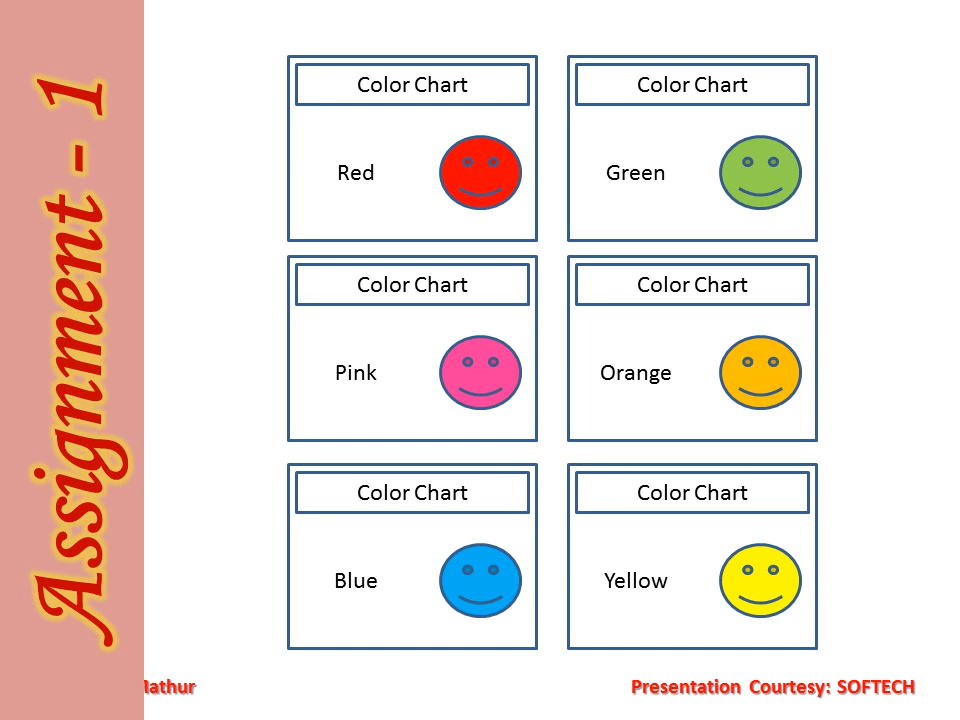 Assignment - 1
Color Chart
Red
Color Chart
Green
Color Chart
Pink
Color Chart
Orange
Color Chart
Blue
Color Chart
Yellow
Mathur
Presentation Courtesy: SOFTECH